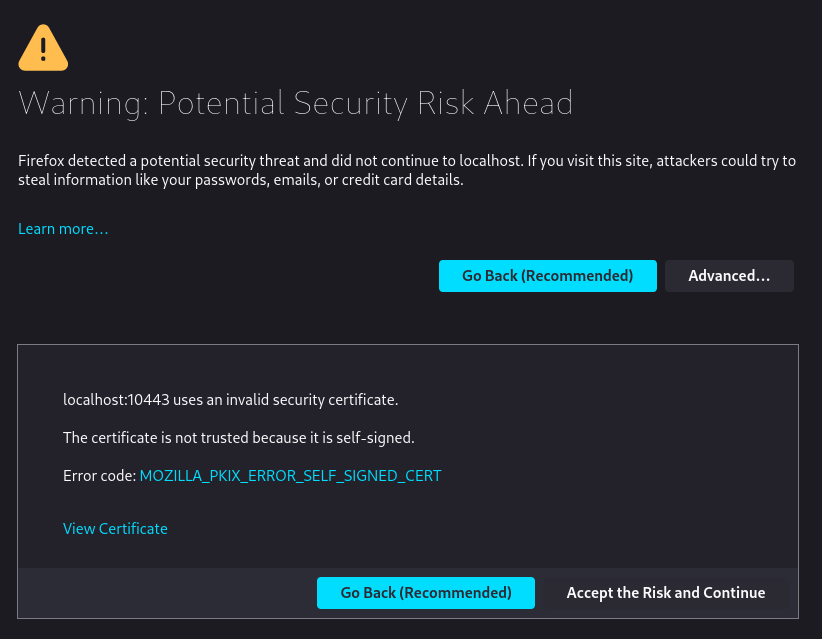 Warning: Potential Security Risk Ahead
Firefox detected a potential security threat and did not continue to localhost. If you visit this site, attackers could try to
steal information like your passwords, emails, or credit card details.
Learn more…
Go Back (Recommended) Advanced…
localhost:10443 uses an invalid security certificate.
The certificate is not trusted because it is self-signed.
Error code: MOZILLA_PKIX_ERROR_SELF_SIGNED_CERT
View Certificate
Go Back (Recommended) Accept the Risk and Continue